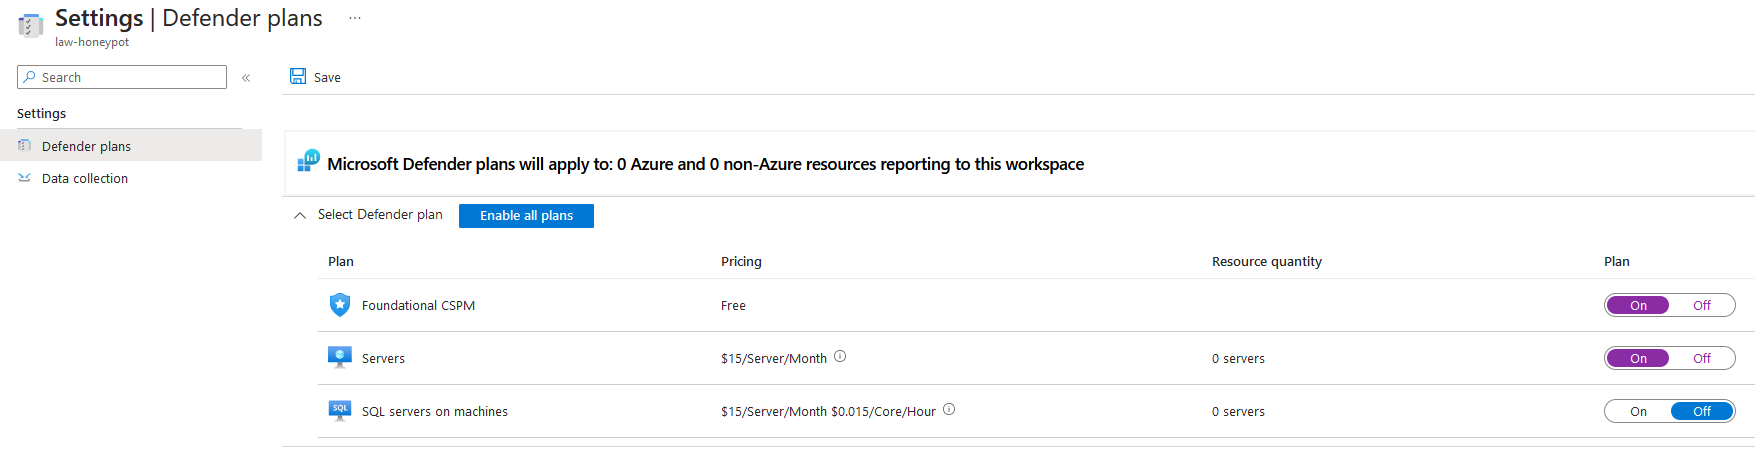 Settings | Defender plans ...
law-honeypot
Search «
Save
Settings
Defender plans
Data collection
Microsoft Defender plans will apply to: 0 Azure and 0 non-Azure resources reporting to this workspace
Select Defender plan Enable all plans
Plan Pricing Resource quantity Plan
Foundational CSPM Free On Off
Servers $15/Server/Month 0 servers On Off
SQL SQL servers on machines $15/Server/Month $0.015/Core/Hour 0 servers On Off